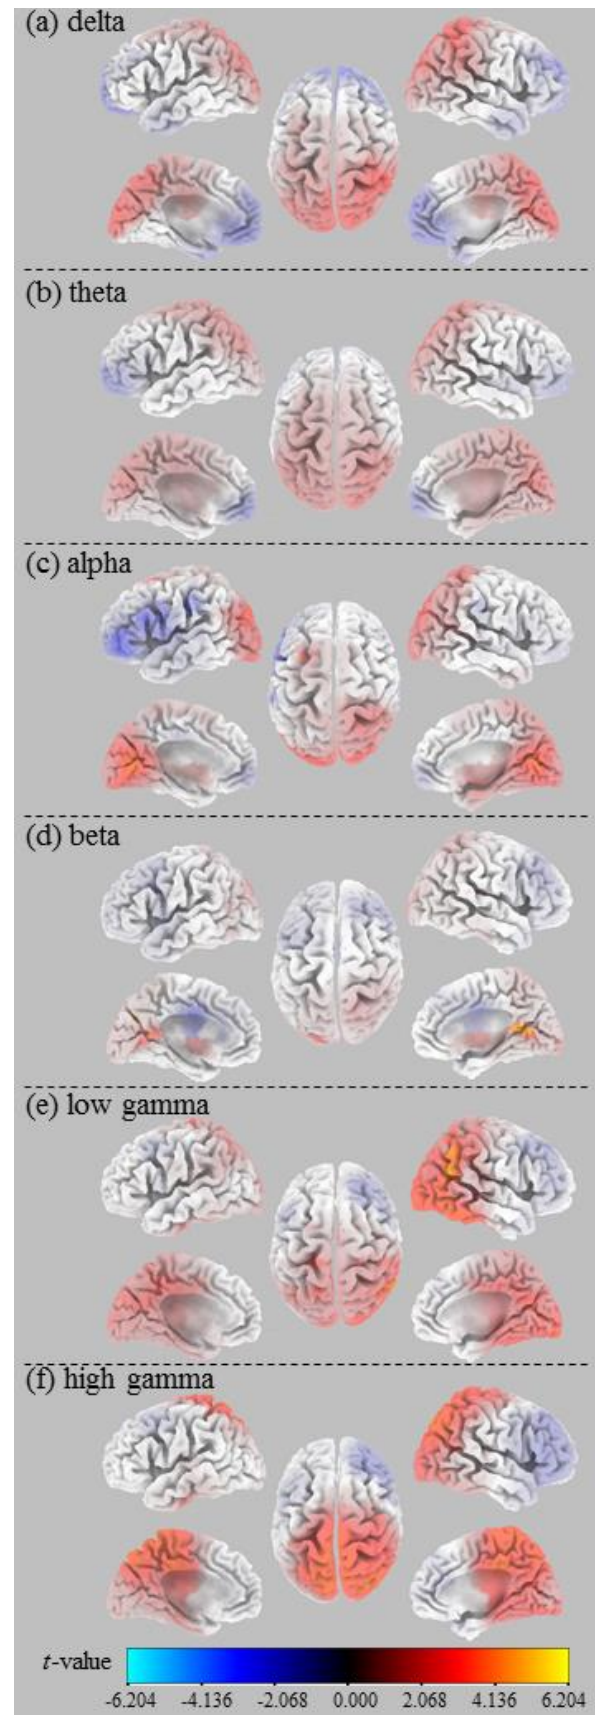 (a) delta
(b) theta
(c) alpha
(d) beta
(e) low gamma
(f) high gamma
t-value
-6.204 -4.136 -2.068 0.000 2.068 4.136 6.204